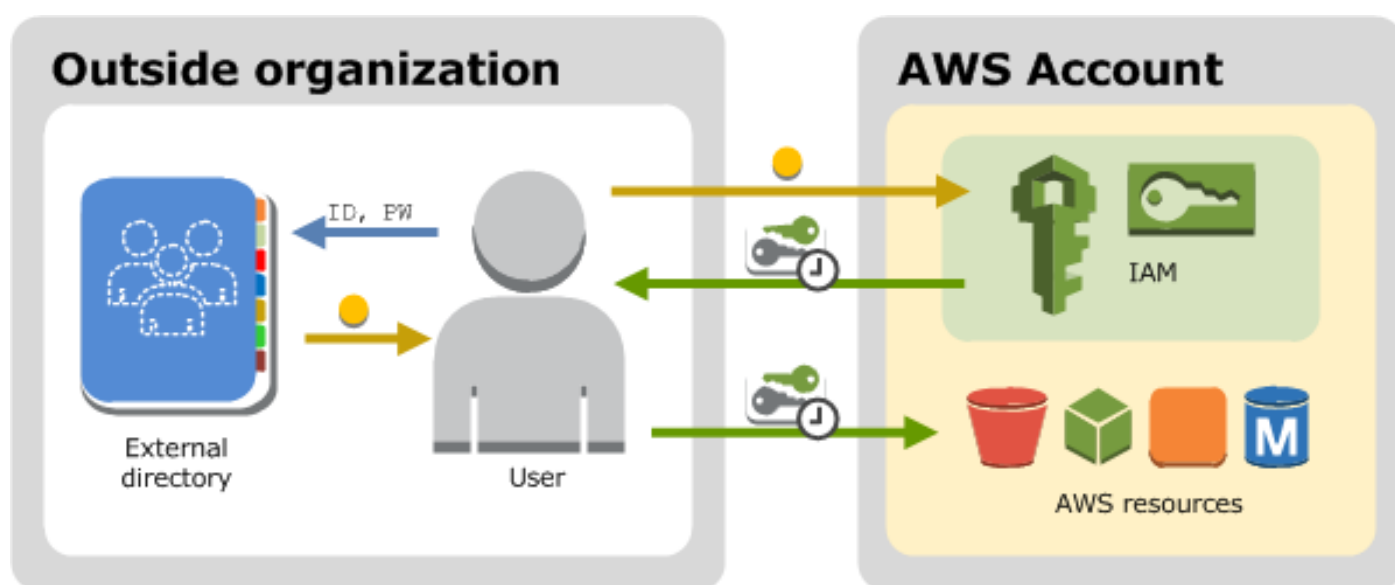 Outside organization
AWS Account
ID, PW
IAM
External
directory
User
M
AWS resources